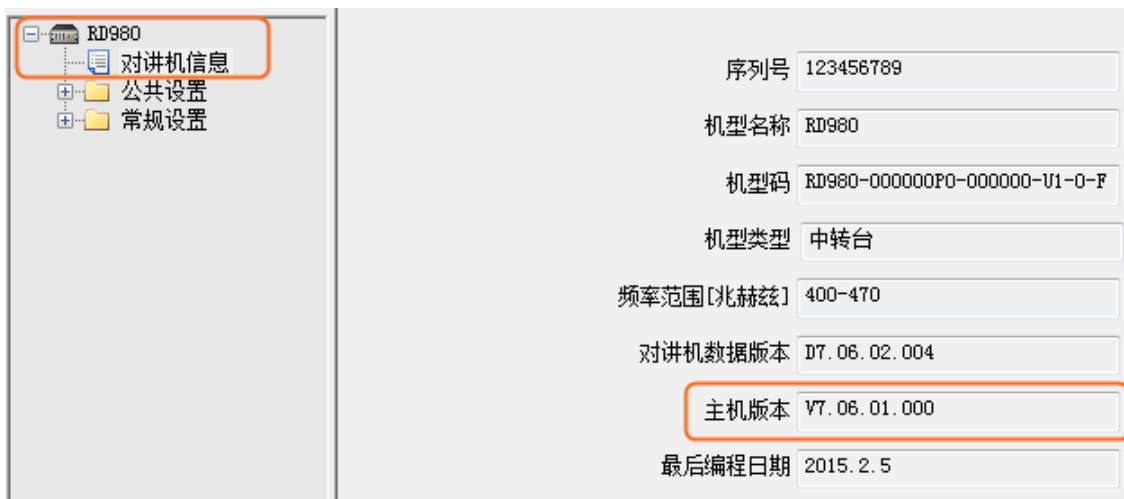 RD980
对讲机信息
公共设置
常规设置
序列号 123456789
机型名称 RD980
机型码 RD980-000000P0-000000-U1-0-F
机型类型 中转台
频率范围[兆赫兹] 400-470
对讲机数据版本 D7.06.02.004
主机版本 V7.06.01.000
最后编程日期 2015.2.5